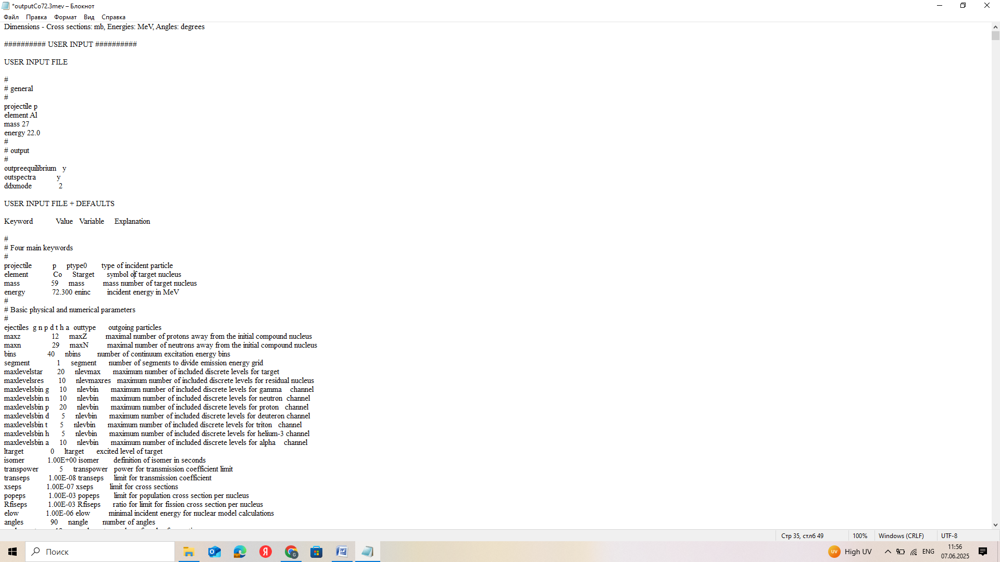 *outputCo72.3mev – Блокнот
Файл Правка Формат Вид Справка
Dimensions - Cross sections: mb, Energies: MeV, Angles: degrees
########## USER INPUT ##########
USER INPUT FILE
#
# general
#
projectile p
element Al
mass 27
energy 22.0
#
# output
#
outpreequilibrium y
outspectra y
ddxmode 2
USER INPUT FILE + DEFAULTS
Keyword Value Variable Explanation
#
# Four main keywords
#
projectile p ptype0 type of incident particle
element Co Starget symbol of target nucleus
mass 59 mass mass number of target nucleus
energy 72.300 eninc incident energy in MeV
#
# Basic physical and numerical parameters
#
ejectiles g n p d t h a outtype outgoing particles
maxz 12 maxZ maximal number of protons away from the initial compound nucleus
maxn 29 maxN maximal number of neutrons away from the initial compound nucleus
bins 40 nbins number of continuum excitation energy bins
segment 1 segment number of segments to divide emission energy grid
maxlevelstar 20 nlevmax maximum number of included discrete levels for target
maxlevelsres 10 nlevmaxres maximum number of included discrete levels for residual nucleus
maxlevelsbin g 10 nlevbin maximum number of included discrete levels for gamma channel
maxlevelsbin n 10 nlevbin maximum number of included discrete levels for neutron channel
maxlevelsbin p 20 nlevbin maximum number of included discrete levels for proton channel
maxlevelsbin d 5 nlevbin maximum number of included discrete levels for deuteron channel
maxlevelsbin t 5 nlevbin maximum number of included discrete levels for triton channel
maxlevelsbin h 5 nlevbin maximum number of included discrete levels for helium-3 channel
maxlevelsbin a 10 nlevbin maximum number of included discrete levels for alpha channel
ltarget 0 ltarget excited level of target
isomer 1.00E+00 isomer definition of isomer in seconds
transpower 5 transpower power for transmission coefficient limit
transeps 1.00E-08 transeps limit for transmission coefficient
xseps 1.00E-07 xseps limit for cross sections
popeps 1.00E-03 popeps limit for population cross section per nucleus
Rfiseps 1.00E-03 Rfiseps ratio for limit for fission cross section per nucleus
elow 1.00E-06 elow minimal incident energy for nuclear model calculations
angles 90 nangle number of angles
Стр 35, стлб 49 100% Windows (CRLF) UTF-8
Поиск
UV High UV ENG
11:56
07.06.2025